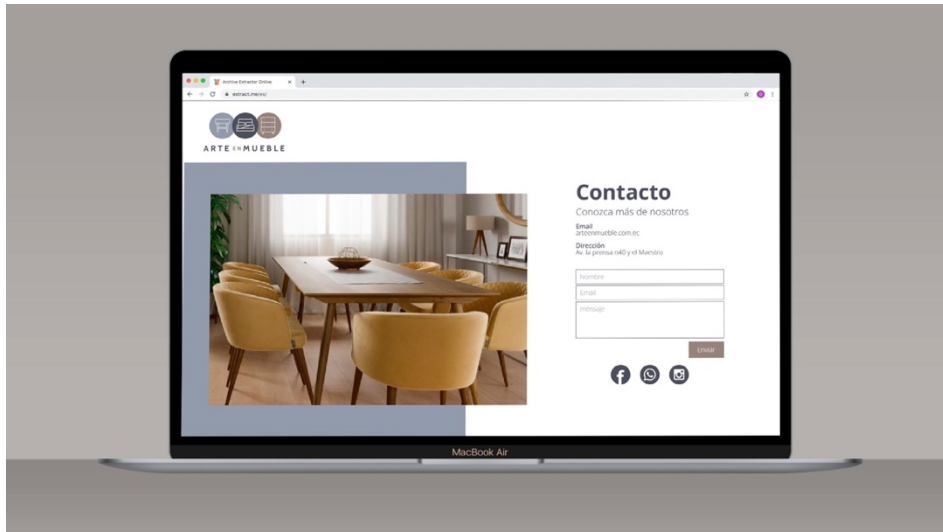 Archive Extractor Online
extract.me/es/
ARTE EN MUEBLE
Contacto
Conozca más de nosotros
Email
arteenmueble.com.ec
Dirección
Av. la prensa n40 y el Maestro
Nombre
Email
mensaje
Enviar
MacBook Air